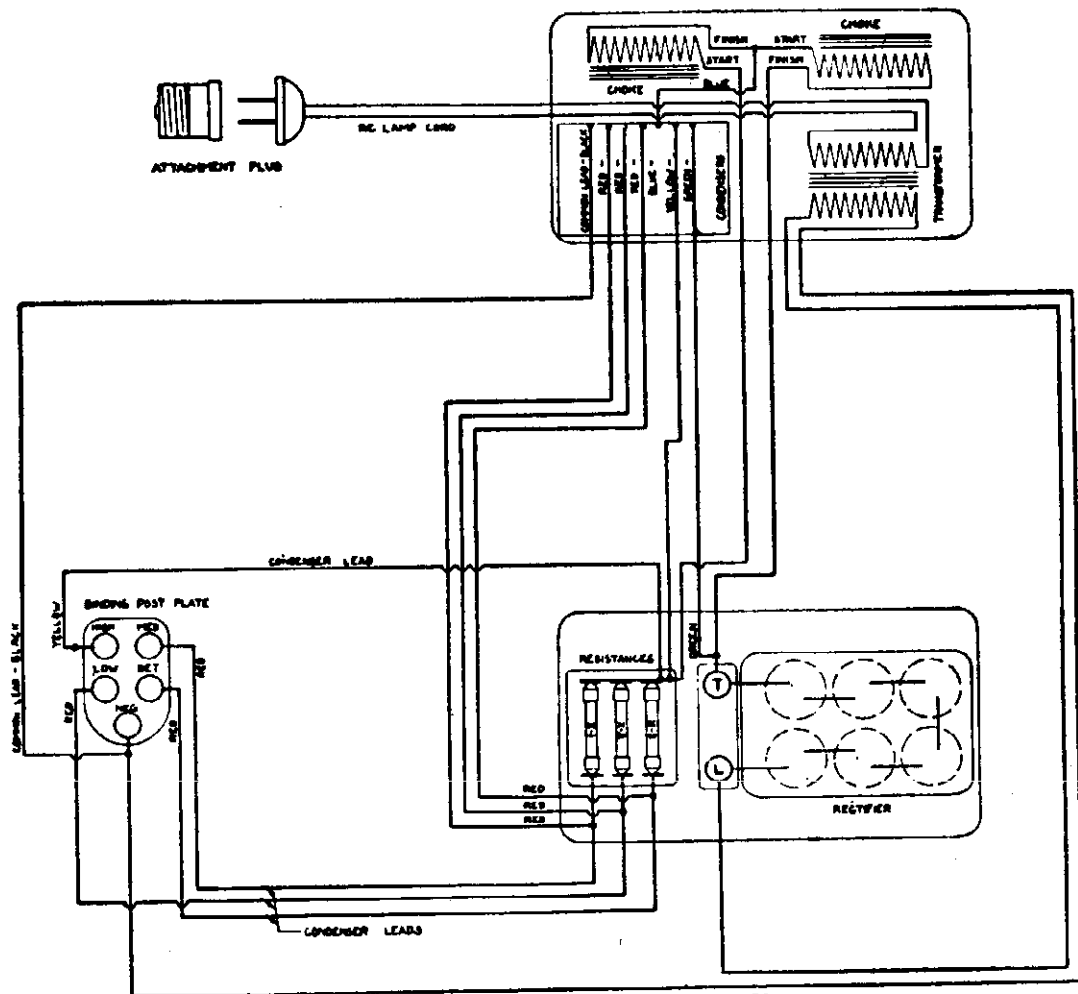 CHOKE
FINISH
START
START
FINISH
BLUE
CHOKE
AC LAMP CORD
ATTACHMENT PLUG
COMMON LEAD - BLACK
RED -
RED -
RED -
BLUE -
YELLOW -
GREEN -
CONDENSERS
TRANSFORMER
CONDENSER LEAD
BINDING POST PLATE
YELLOW
HIGH
MED
LOW
DET
NEG
RED
RED
RED
COMMON LEAD - BLACK
GREEN
RESISTANCES
T
L
RECTIFIER
RED
RED
RED
CONDENSER LEADS